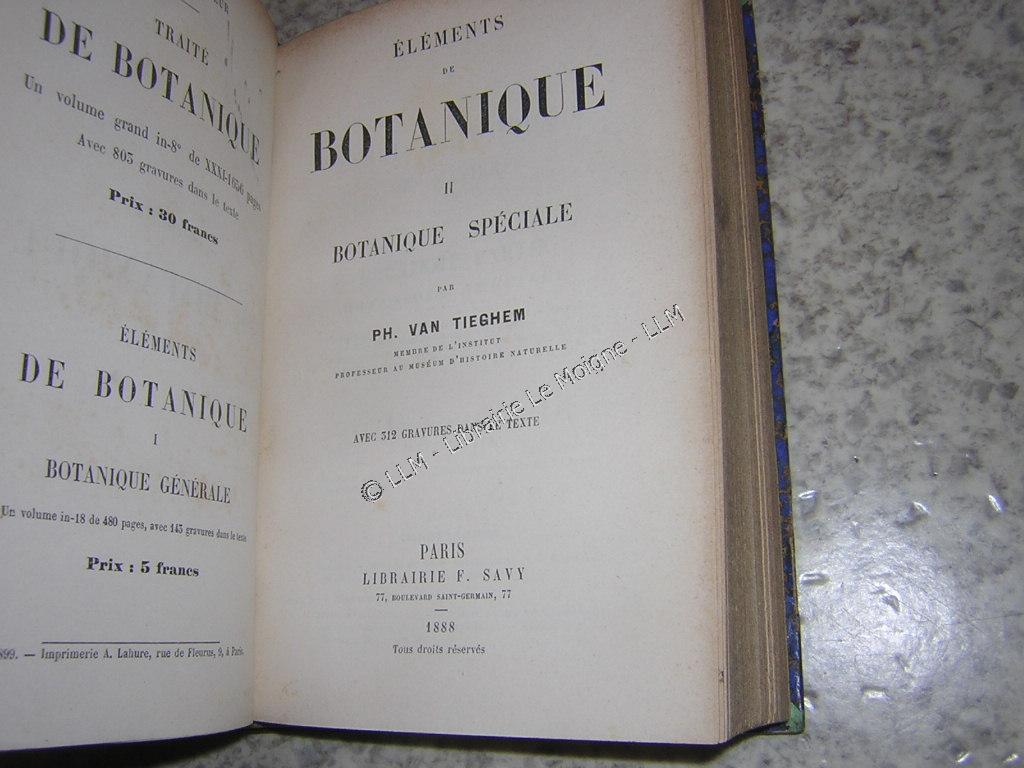 TRAITÉ
DE BOTANIQUE
Un volume grand in-8° de XXXI-1656 pages
Avec 803 gravures dans le texte
Prix : 30 francs
ÉLÉMENTS
DE BOTANIQUE
I
BOTANIQUE GÉNÉRALE
Un volume in-18 de 480 pages, avec 143 gravures dans le texte
Prix : 5 francs
899. — Imprimerie A. Lahure, rue de Fleurus, 9, à Paris.
ÉLÉMENTS
DE
BOTANIQUE
II
BOTANIQUE SPÉCIALE
PAR
PH. VAN TIEGHEM
MEMBRE DE L'INSTITUT
PROFESSEUR AU MUSÉUM D'HISTOIRE NATURELLE
AVEC 312 GRAVURES DANS LE TEXTE
© LLM - Librairie Le Moigne - LLM
PARIS
LIBRAIRIE F. SAVY
77, BOULEVARD SAINT-GERMAIN, 77
1888
Tous droits réservés